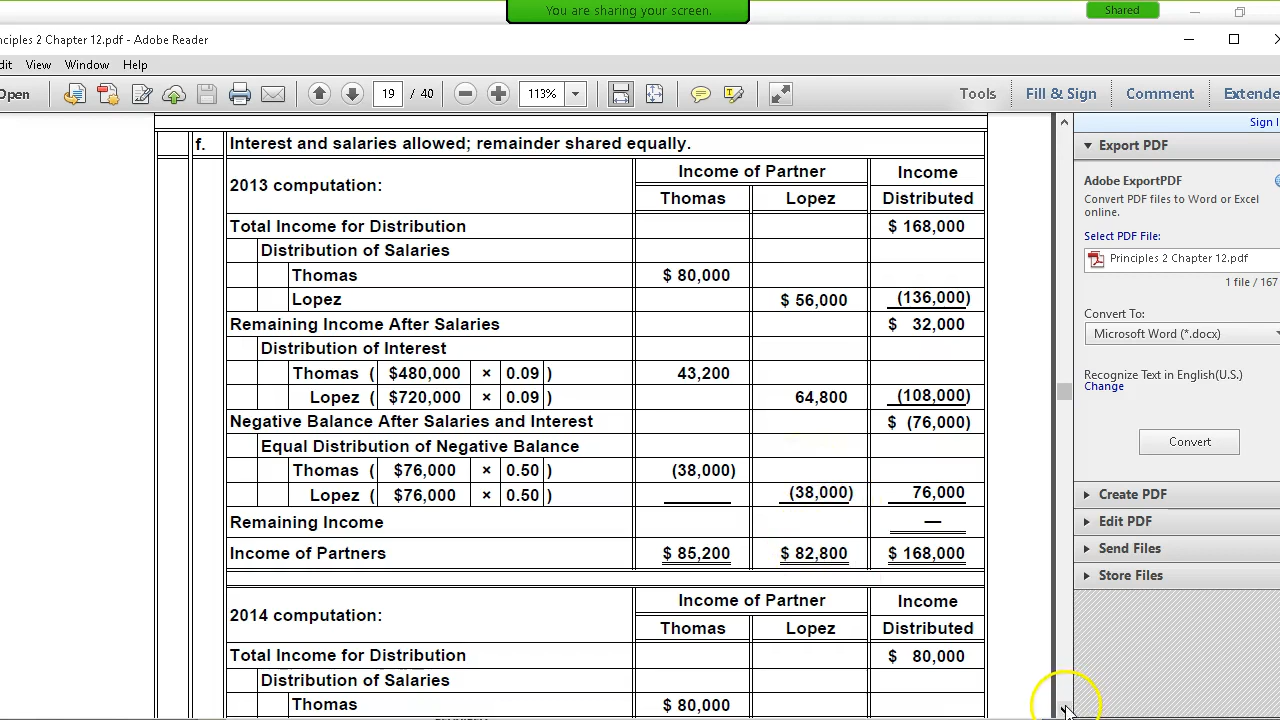 You are sharing your screen.
Shared
nciples 2 Chapter 12.pdf - Adobe Reader
dit View Window Help
Open 19 / 40 113% Tools Fill & Sign Comment Extende
Sign I
f. Interest and salaries allowed; remainder shared equally.
2013 computation: Income of Partner Income
Thomas Lopez Distributed
Total Income for Distribution $ 168,000
Distribution of Salaries
Thomas $ 80,000
Lopez $ 56,000 (136,000)
Remaining Income After Salaries $ 32,000
Distribution of Interest
Thomas ( $480,000 × 0.09 ) 43,200
Lopez ( $720,000 × 0.09 ) 64,800 (108,000)
Negative Balance After Salaries and Interest $ (76,000)
Equal Distribution of Negative Balance
Thomas ( $76,000 × 0.50 ) (38,000)
Lopez ( $76,000 × 0.50 ) (38,000) 76,000
Remaining Income —
Income of Partners $ 85,200 $ 82,800 $ 168,000
2014 computation: Income of Partner Income
Thomas Lopez Distributed
Total Income for Distribution $ 80,000
Distribution of Salaries
Thomas $ 80,000
Export PDF
Adobe ExportPDF
Convert PDF files to Word or Excel
online.
Select PDF File:
Principles 2 Chapter 12.pdf
1 file / 167
Convert To:
Microsoft Word (*.docx)
Recognize Text in English(U.S.)
Change
Convert
Create PDF
Edit PDF
Send Files
Store Files